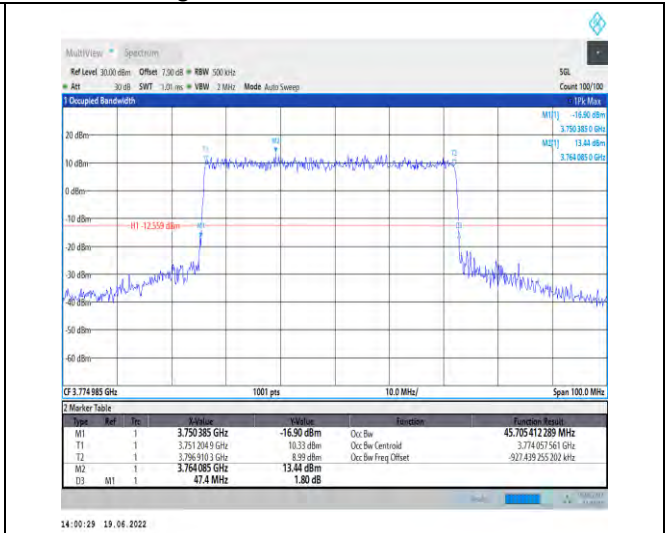 MultiView Spectrum
Ref Level 30.00 dBm Offset 7.90 dB RBW 500 kHz SGL
Att 30 dB SWT 1.01 ms VBW 2 MHz Mode Auto Sweep Count 100/100
1 Occupied Bandwidth 1Pk Max
M1[1] -16.90 dBm
3.750 385 0 GHz
M2[1] 13.44 dBm
3.764 085 0 GHz
20 dBm
T1 M2 T2
10 dBm
0 dBm
-10 dBm
H1 -12.559 dBm M1 D3
-20 dBm
-30 dBm
-40 dBm
-50 dBm
-60 dBm
CF 3.774 985 GHz 1001 pts 10.0 MHz/ Span 100.0 MHz
2 Marker Table
Type Ref Trc X-Value Y-Value Function Function Result
M1 1 3.750 385 GHz -16.90 dBm Occ Bw 45.705 412 289 MHz
T1 1 3.751 204 9 GHz 10.33 dBm Occ Bw Centroid 3.774 057 561 GHz
T2 1 3.796 910 3 GHz 8.99 dBm Occ Bw Freq Offset -927.439 255 202 kHz
M2 1 3.764 085 GHz 13.44 dBm
D3 M1 1 47.4 MHz 1.80 dB
14:00:29 19.06.2022